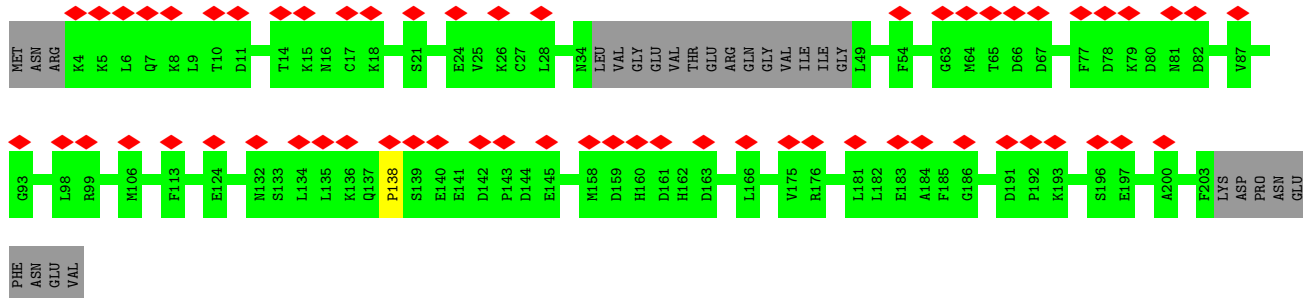 MET ASN ARG K4 K5 L6 Q7 K8 L9 T10 D11 T14 K15 N16 C17 K18 S21 E24 V25 K26 C27 L28 N34 LEU VAL GLY GLU VAL THR GLU ARG GLN GLY VAL ILE ILE GLY L49 F54 G63 M64 T65 D66 D67 F77 D78 K79 D80 N81 D82 V87
G93 L98 R99 M106 F113 E124 N132 S133 L134 L135 K136 Q137 P138 S139 E140 E141 D142 P143 D144 E145 M158 D159 H160 D161 H162 D163 L166 V175 R176 L181 L182 E183 A184 F185 G186 D191 P192 K193 S196 E197 A200 F203 LYS ASP PRO ASN GLU
PHE ASN GLU VAL